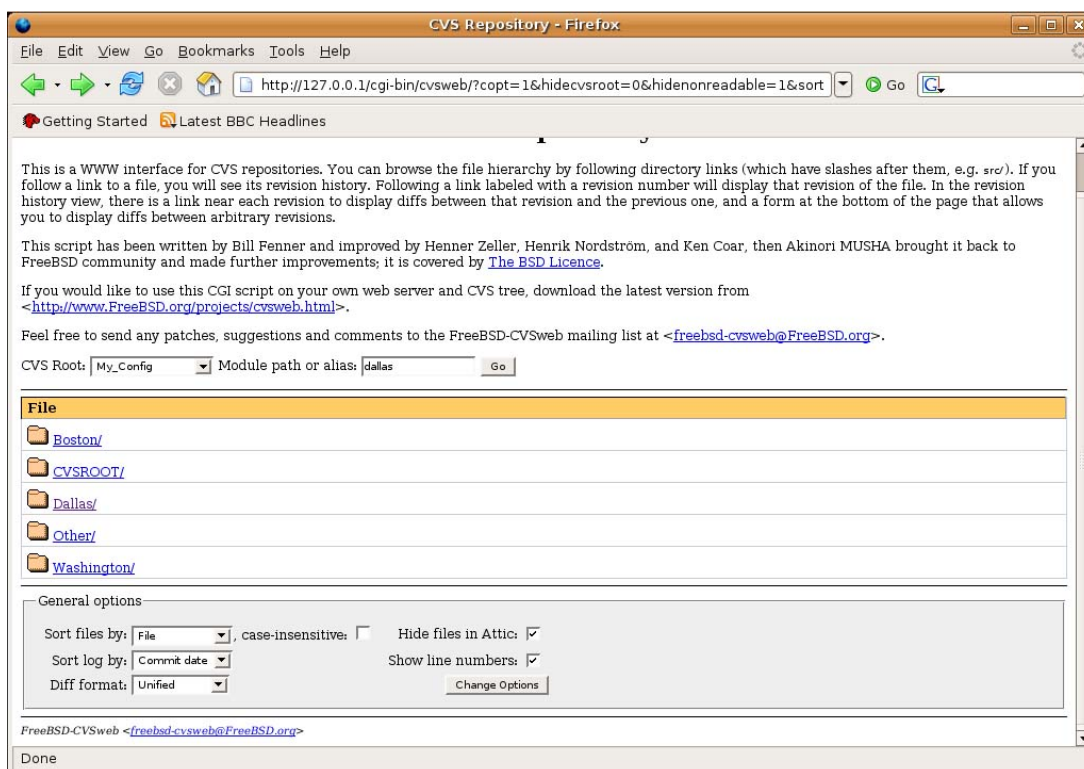 CVS Repository - Firefox
File Edit View Go Bookmarks Tools Help
http://127.0.0.1/cgi-bin/cvsweb/?copt=1&hidecvsroot=0&hidenonreadable=1&sort Go G
Getting Started Latest BBC Headlines
This is a WWW interface for CVS repositories. You can browse the file hierarchy by following directory links (which have slashes after them, e.g. src/). If you
follow a link to a file, you will see its revision history. Following a link labeled with a revision number will display that revision of the file. In the revision
history view, there is a link near each revision to display diffs between that revision and the previous one, and a form at the bottom of the page that allows
you to display diffs between arbitrary revisions.
This script has been written by Bill Fenner and improved by Henner Zeller, Henrik Nordström, and Ken Coar, then Akinori MUSHA brought it back to
FreeBSD community and made further improvements; it is covered by The BSD Licence.
If you would like to use this CGI script on your own web server and CVS tree, download the latest version from
<http://www.FreeBSD.org/projects/cvsweb.html>.
Feel free to send any patches, suggestions and comments to the FreeBSD-CVSweb mailing list at <freebsd-cvsweb@FreeBSD.org>.
CVS Root: My_Config Module path or alias: dallas Go
File
Boston/
CVSROOT/
Dallas/
Other/
Washington/
General options
Sort files by: File , case-insensitive: Hide files in Attic:
Sort log by: Commit date Show line numbers:
Diff format: Unified Change Options
FreeBSD-CVSweb <freebsd-cvsweb@FreeBSD.org>
Done